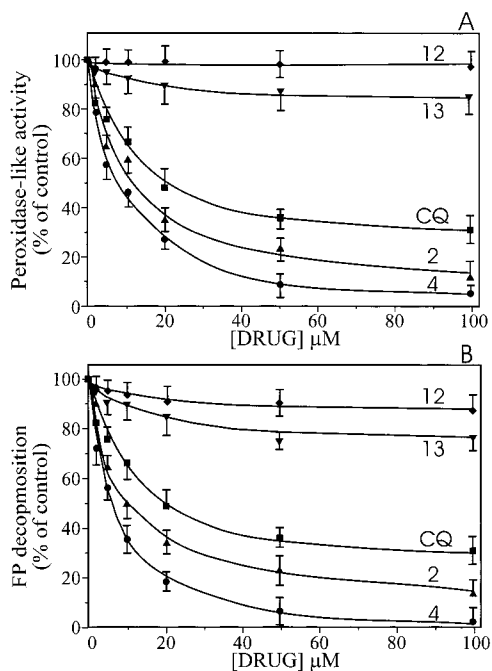 A
Peroxidase-like activity
(% of control)
100
80
60
40
20
0
12
13
CQ
2
4
0 20 40 60 80 100
[DRUG] µM
B
FP decopmosition
(% of control)
100
80
60
40
20
0
12
13
CQ
2
4
0 20 40 60 80 100
[DRUG] µM